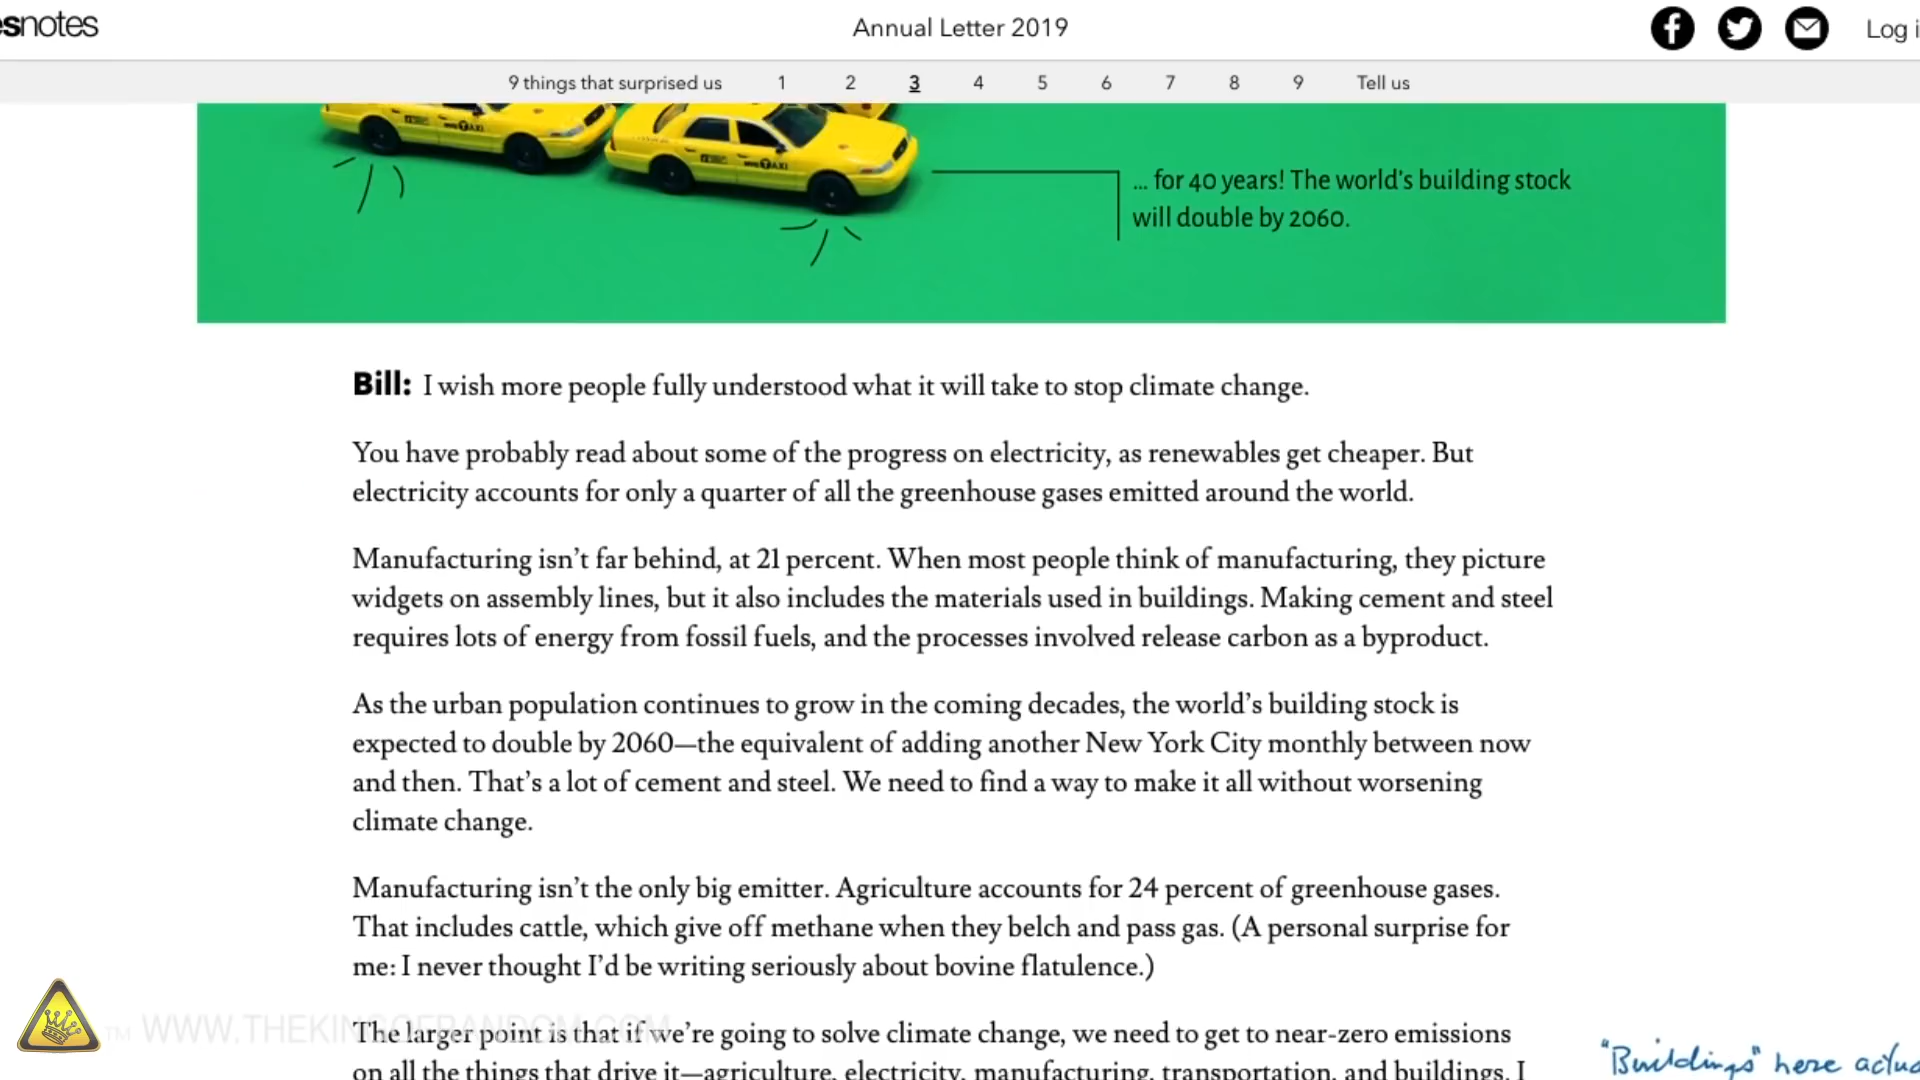 esnotes
Annual Letter 2019
Log i
9 things that surprised us 1 2 3 4 5 6 7 8 9 Tell us
TAXI
NYC TAXI
... for 40 years! The world's building stock
will double by 2060.
Bill: I wish more people fully understood what it will take to stop climate change.
You have probably read about some of the progress on electricity, as renewables get cheaper. But
electricity accounts for only a quarter of all the greenhouse gases emitted around the world.
Manufacturing isn’t far behind, at 21 percent. When most people think of manufacturing, they picture
widgets on assembly lines, but it also includes the materials used in buildings. Making cement and steel
requires lots of energy from fossil fuels, and the processes involved release carbon as a byproduct.
As the urban population continues to grow in the coming decades, the world’s building stock is
expected to double by 2060—the equivalent of adding another New York City monthly between now
and then. That’s a lot of cement and steel. We need to find a way to make it all without worsening
climate change.
Manufacturing isn’t the only big emitter. Agriculture accounts for 24 percent of greenhouse gases.
That includes cattle, which give off methane when they belch and pass gas. (A personal surprise for
me: I never thought I’d be writing seriously about bovine flatulence.)
™ WWW.THEKINGOFRANDOM.COM
The larger point is that if we’re going to solve climate change, we need to get to near-zero emissions
"Buildings" here actua
on all the things that drive it—agriculture, electricity, manufacturing, transportation, and buildings. I